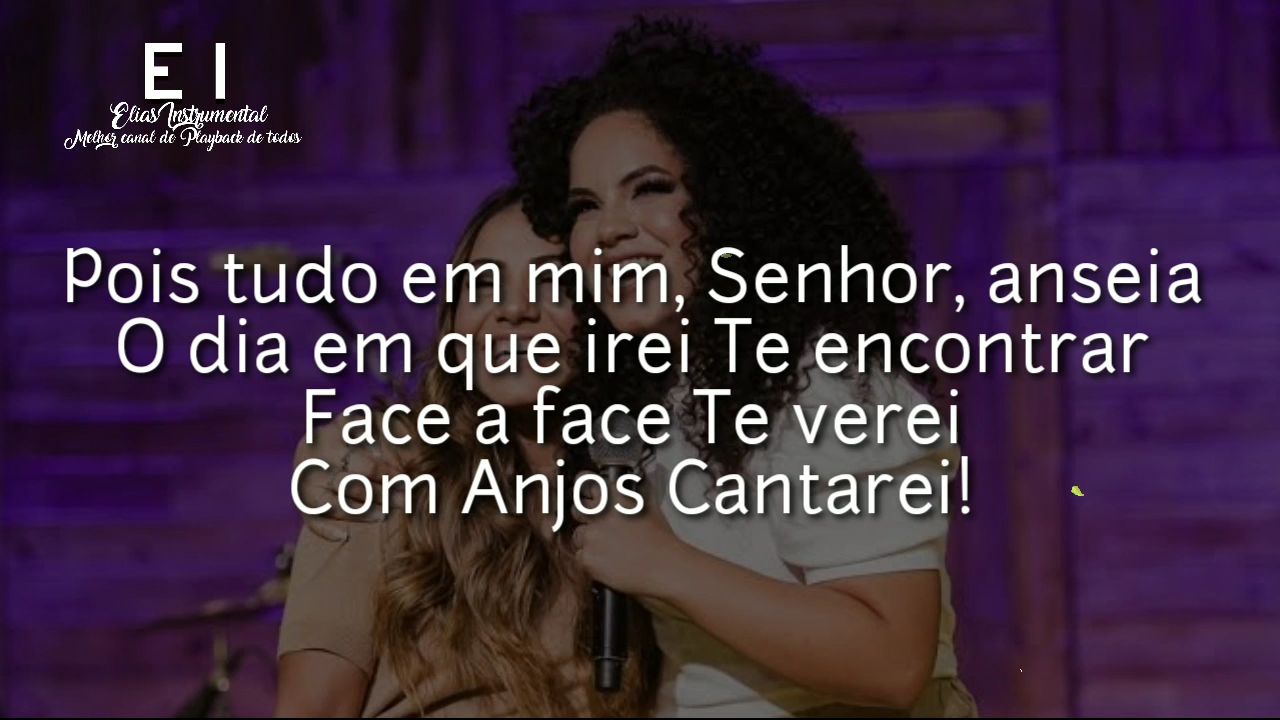 E I
Elias Instrumental
Melhor canal de Playback de todos
Pois tudo em mim, Senhor, anseia
O dia em que irei Te encontrar
Face a face Te verei
Com Anjos Cantarei!